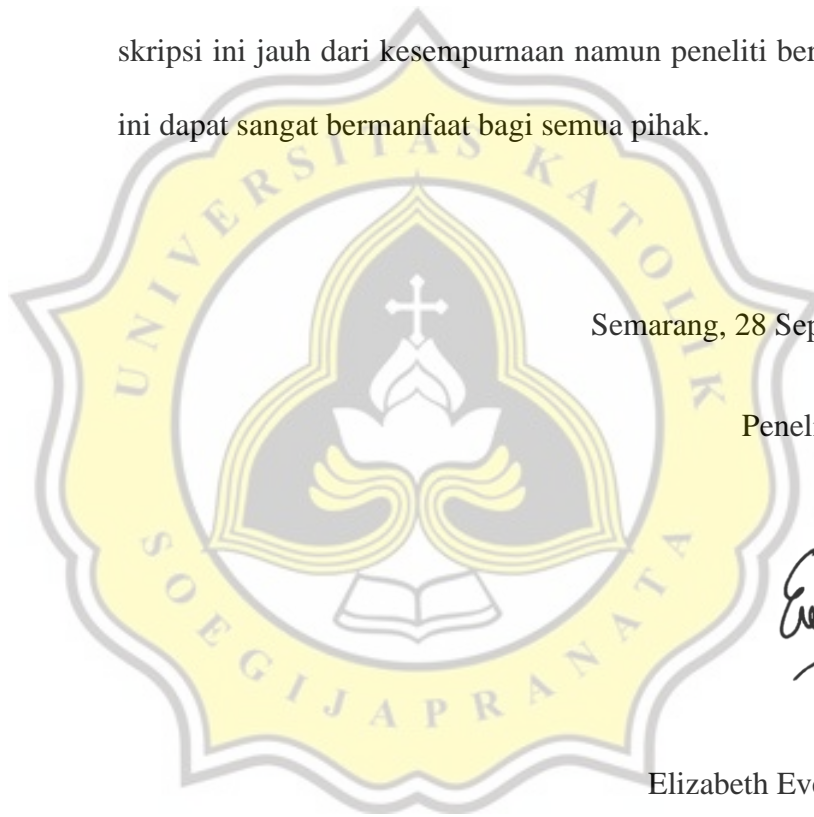 skripsi ini jauh dari kesempurnaan namun peneliti ber
ini dapat sangat bermanfaat bagi semua pihak.
UNIVERSITAS KATOLIK
Semarang, 28 Sep
Penel
SOEGIJAPRANATA
Elizabeth Eve